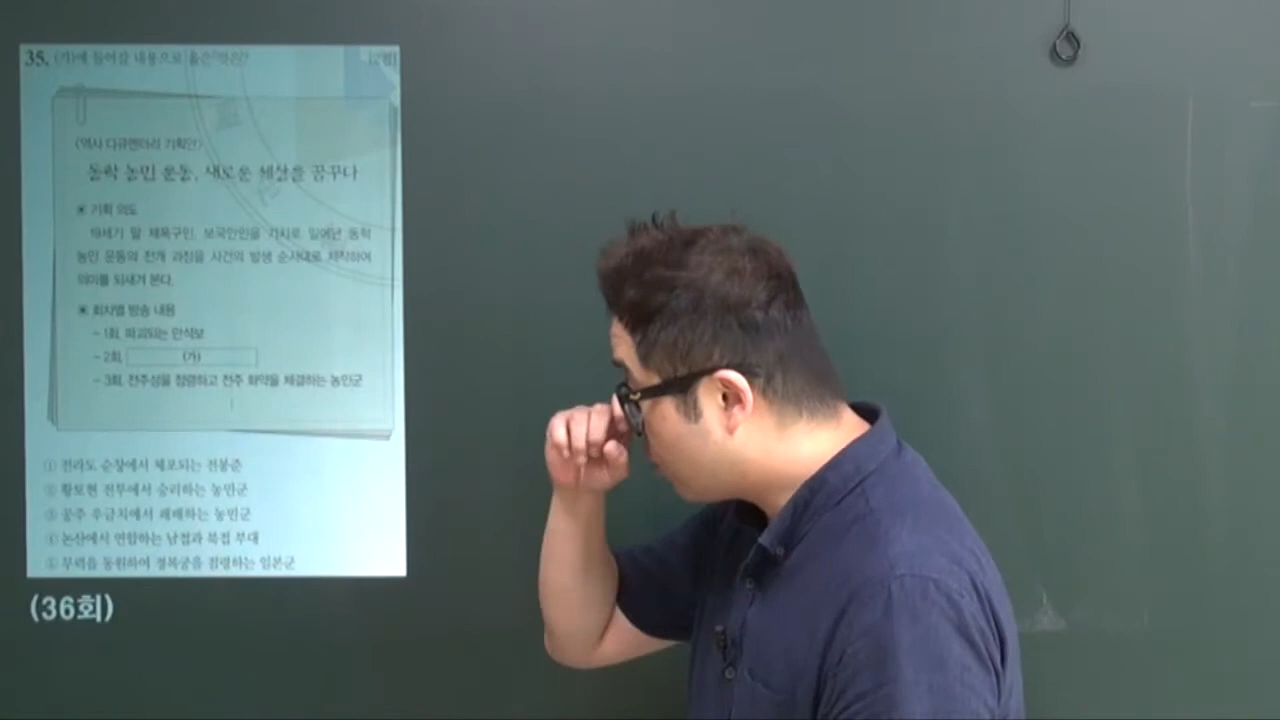 35. (가)에 들어갈 내용으로 옳은 것은? [2점]
〈역사 다큐멘터리 기획안〉
동학 농민 운동, 새로운 세상을 꿈꾸다
▣ 기획 의도
19세기 말 제폭구민, 보국안민을 기치로 일어난 동학
농민 운동의 전개 과정을 사건의 발생 순서대로 제작하여
의미를 되새겨 본다.
▣ 회차별 방송 내용
- 1회, 파괴되는 만석보
- 2회, (가)
- 3회, 전주성을 점령하고 전주 화약을 체결하는 농민군
① 전라도 순창에서 체포되는 전봉준
② 황토현 전투에서 승리하는 농민군
③ 공주 우금치에서 패배하는 농민군
④ 논산에서 연합하는 남접과 북접 부대
⑤ 무력을 동원하여 경복궁을 점령하는 일본군
(36회)